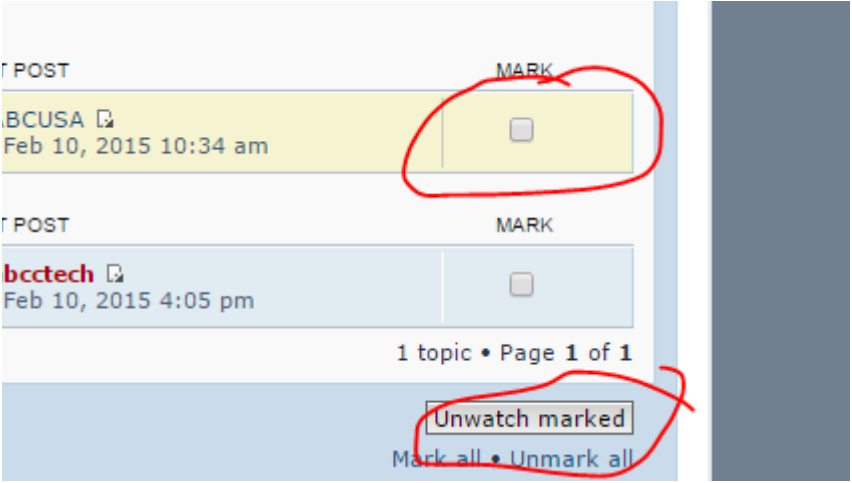 POST MARK
BCUSA
Feb 10, 2015 10:34 am
POST MARK
bcctech
Feb 10, 2015 4:05 pm
1 topic • Page 1 of 1
Unwatch marked
Mark all • Unmark all